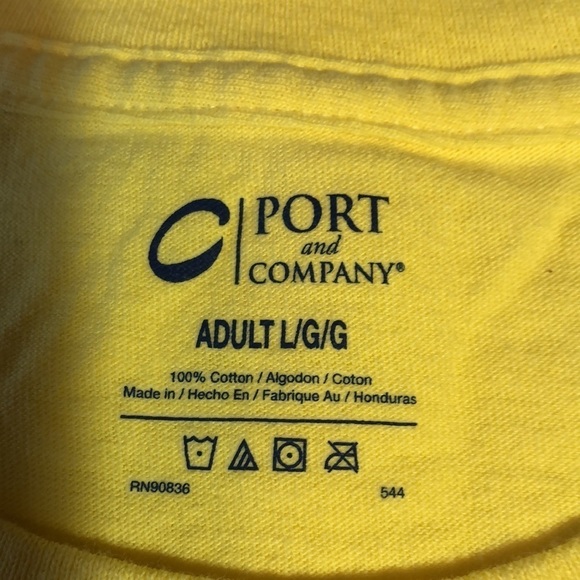 PORT
and
COMPANY®
ADULT L/G/G
100% Cotton / Algodon / Coton
Made in / Hecho En / Fabrique Au / Honduras
RN90836 544